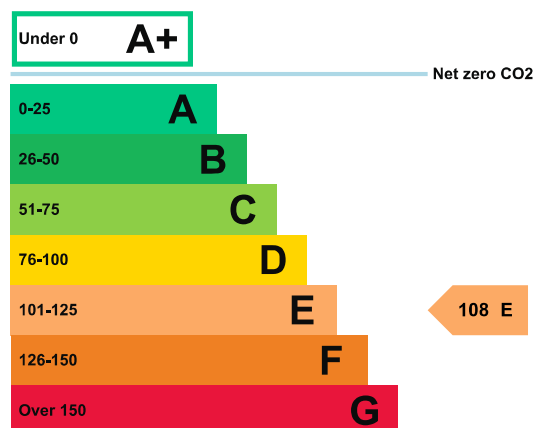 Under 0 A+
Net zero CO2
0-25 A
26-50 B
51-75 C
76-100 D
101-125 E
108 E
126-150 F
Over 150 G